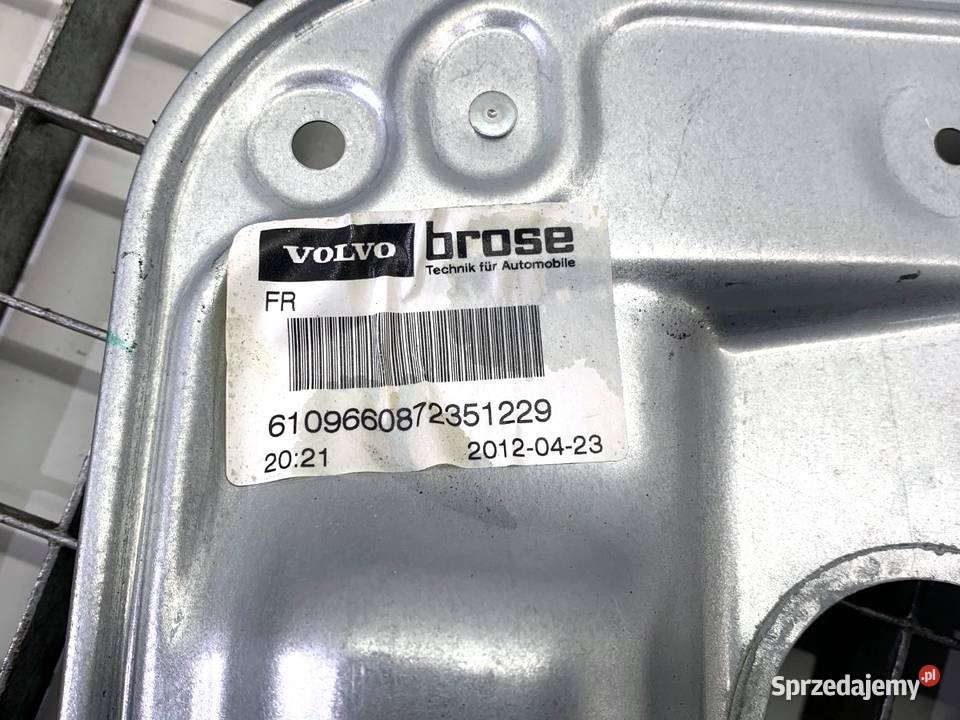 VOLVO
brose
Technik für Automobile
FR
6109660872351229
20:21
2012-04-23
Sprzedajemy.pl